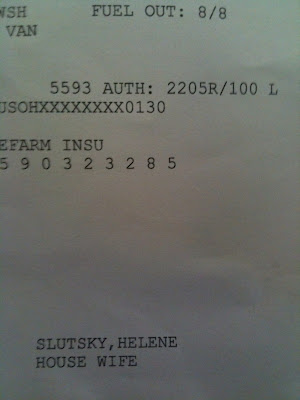 WSH FUEL OUT: 8/8
VAN
5593 AUTH: 2205R/100 L
USOHXXXXXXXX0130
EFARM INSU
5 9 0 3 2 3 2 8 5
SLUTSKY,HELENE
HOUSE WIFE